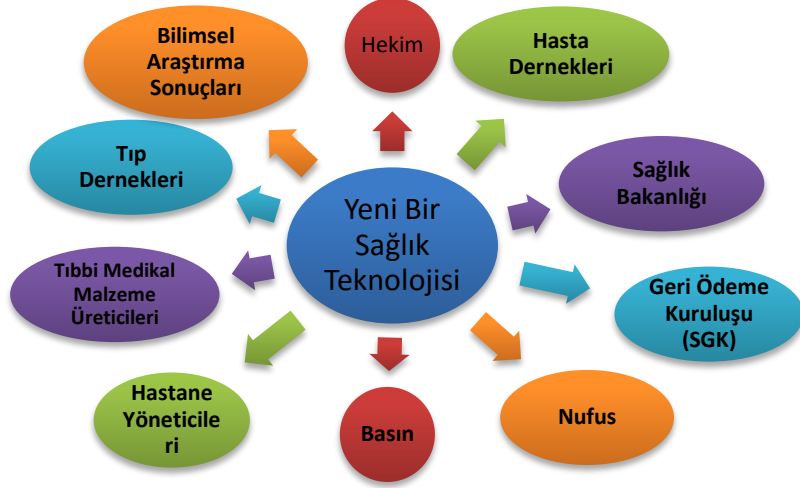 Bilimsel
Araştırma
Sonuçları
Hekim
Hasta
Dernekleri
Tıp
Dernekleri
Sağlık
Bakanlığı
Yeni Bir
Sağlık
Teknolojisi
Tıbbi Medikal
Malzeme
Üreticileri
Geri Ödeme
Kuruluşu
(SGK)
Hastane
Yöneticile
ri
Basın
Nufus